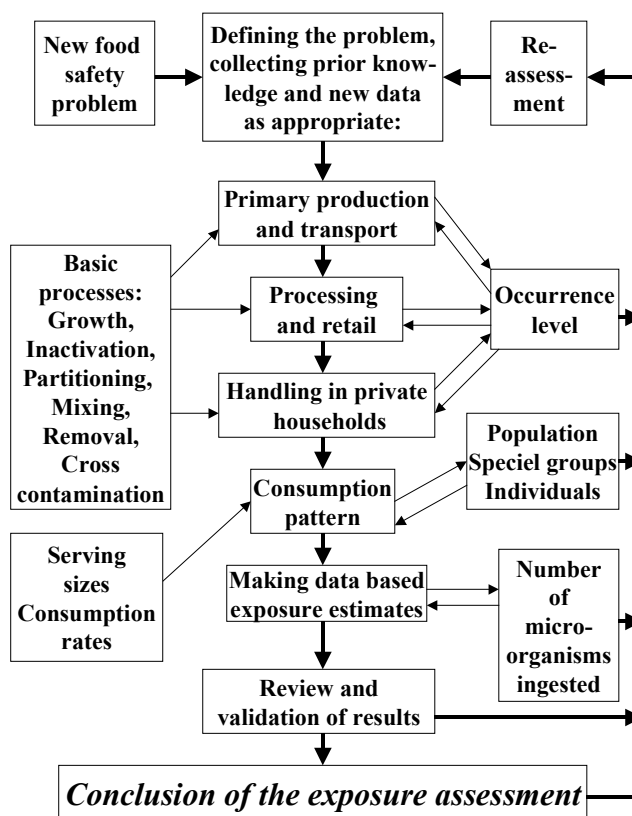 New food
safety
problem
Defining the problem,
collecting prior know-
ledge and new data
as appropriate:
Re-
assess-
ment
Primary production
and transport
Basic
processes:
Growth,
Inactivation,
Partitioning,
Mixing,
Removal,
Cross
contamination
Processing
and retail
Occurrence
level
Handling in private
households
Population
Speciel groups
Individuals
Consumption
pattern
Serving
sizes
Consumption
rates
Making data based
exposure estimates
Number
of
micro-
organisms
ingested
Review and
validation of results
Conclusion of the exposure assessment